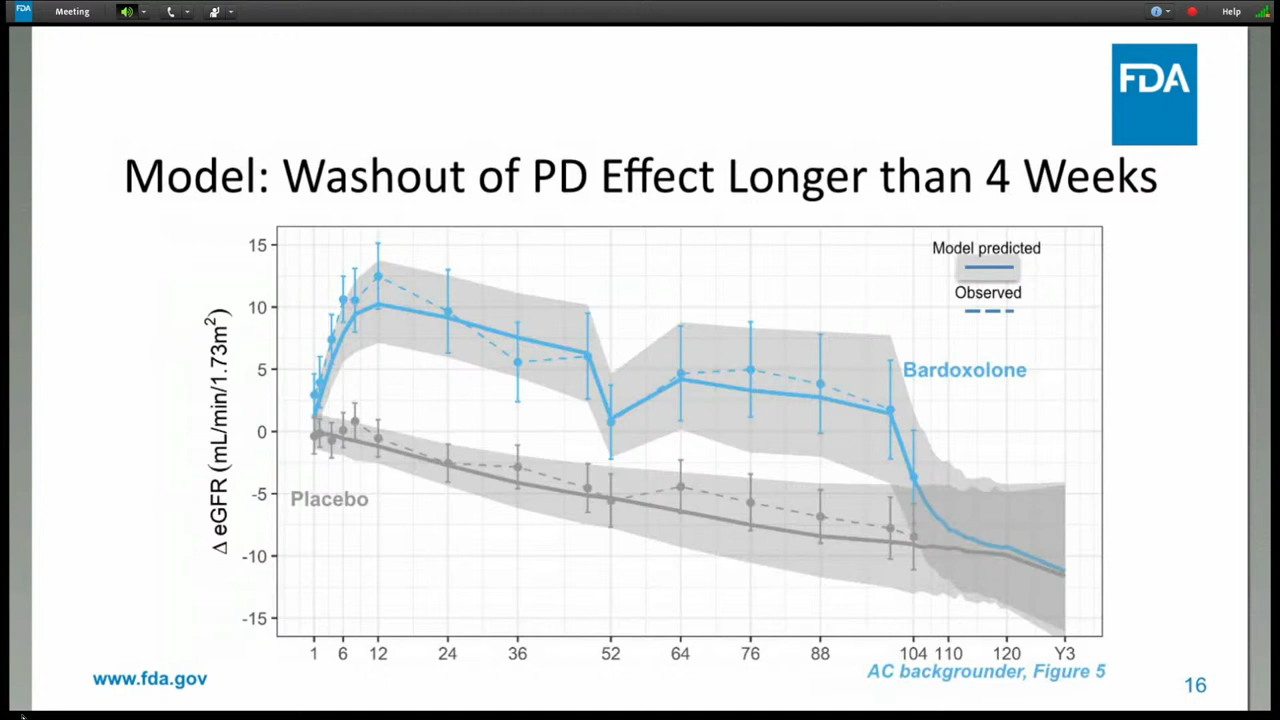 FDA
Meeting
Help
FDA
Model: Washout of PD Effect Longer than 4 Weeks
Δ eGFR (mL/min/1.73m²)
15
10
5
0
-5
-10
-15
Model predicted
Observed
Bardoxolone
Placebo
1 6 12 24 36 52 64 76 88 104 110 120 Y3
AC backgrounder, Figure 5
www.fda.gov
16